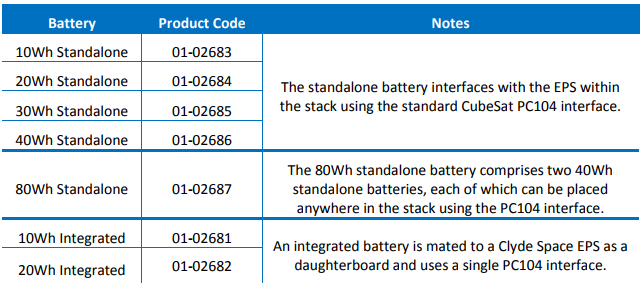 Battery Product Code Notes
10Wh Standalone 01-02683
20Wh Standalone 01-02684
30Wh Standalone 01-02685
40Wh Standalone 01-02686
The standalone battery interfaces with the EPS within
the stack using the standard CubeSat PC104 interface.
80Wh Standalone 01-02687
The 80Wh standalone battery comprises two 40Wh
standalone batteries, each of which can be placed
anywhere in the stack using the PC104 interface.
10Wh Integrated 01-02681
20Wh Integrated 01-02682
An integrated battery is mated to a Clyde Space EPS as a
daughterboard and uses a single PC104 interface.